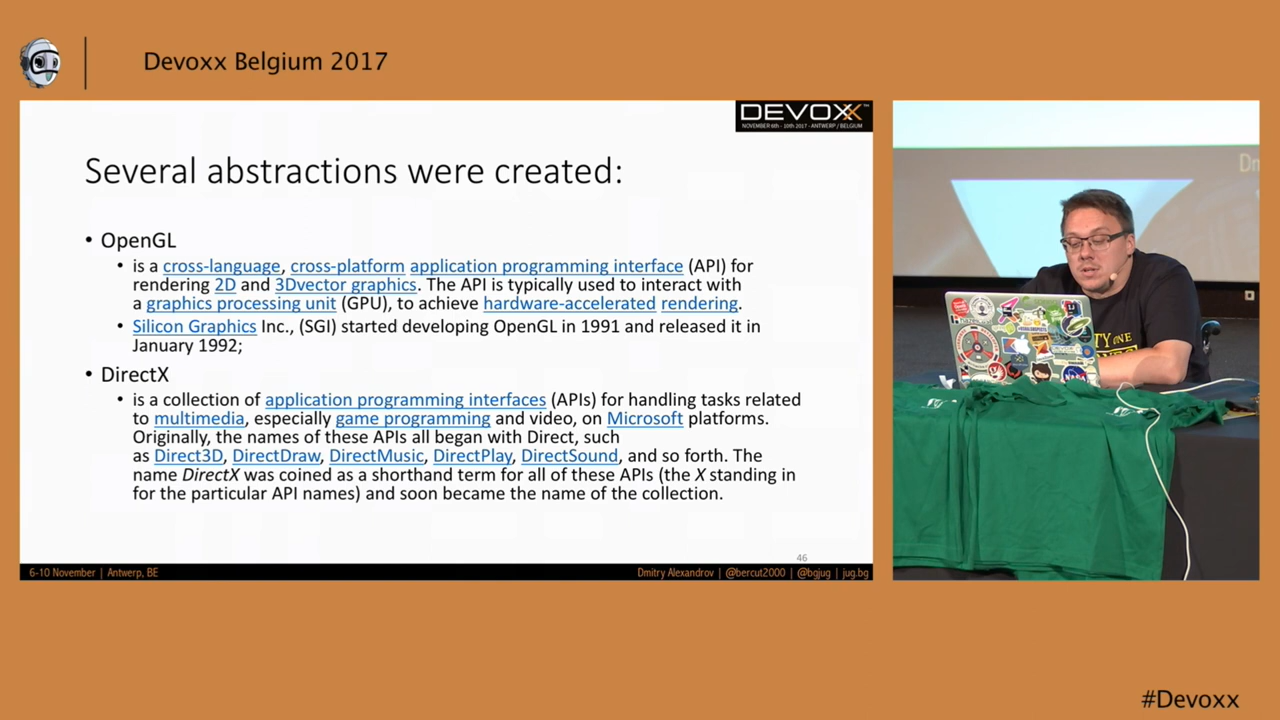 Devoxx Belgium 2017
DEVOXX™
NOVEMBER 6th - 10th 2017 - ANTWERP / BELGIUM
Several abstractions were created:
• OpenGL
• is a cross-language, cross-platform application programming interface (API) for
rendering 2D and 3Dvector graphics. The API is typically used to interact with
a graphics processing unit (GPU), to achieve hardware-accelerated rendering.
• Silicon Graphics Inc., (SGI) started developing OpenGL in 1991 and released it in
January 1992;
• DirectX
• is a collection of application programming interfaces (APIs) for handling tasks related
to multimedia, especially game programming and video, on Microsoft platforms.
Originally, the names of these APIs all began with Direct, such
as Direct3D, DirectDraw, DirectMusic, DirectPlay, DirectSound, and so forth. The
name DirectX was coined as a shorthand term for all of these APIs (the X standing in
for the particular API names) and soon became the name of the collection.
46
6-10 November | Antwerp, BE
Dmitry Alexandrov | @bercut2000 | @bgjug | jug.bg
#Devoxx